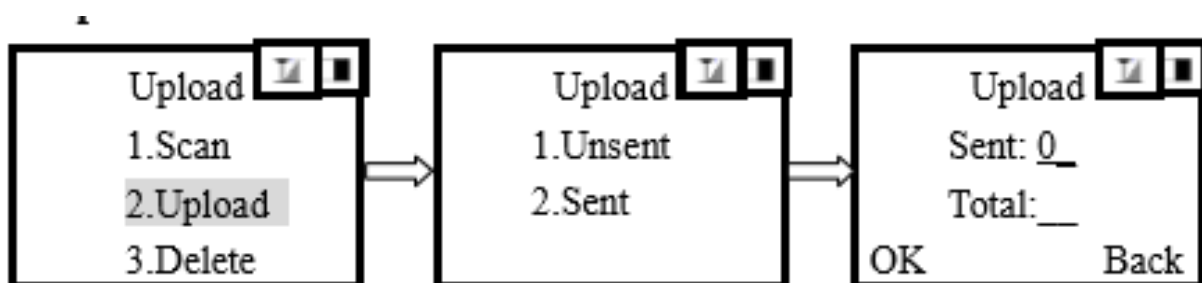 Upload
1.Scan
2.Upload
3.Delete
Upload
1.Unsent
2.Sent
Upload
Sent: 0_
Total:__
OK Back